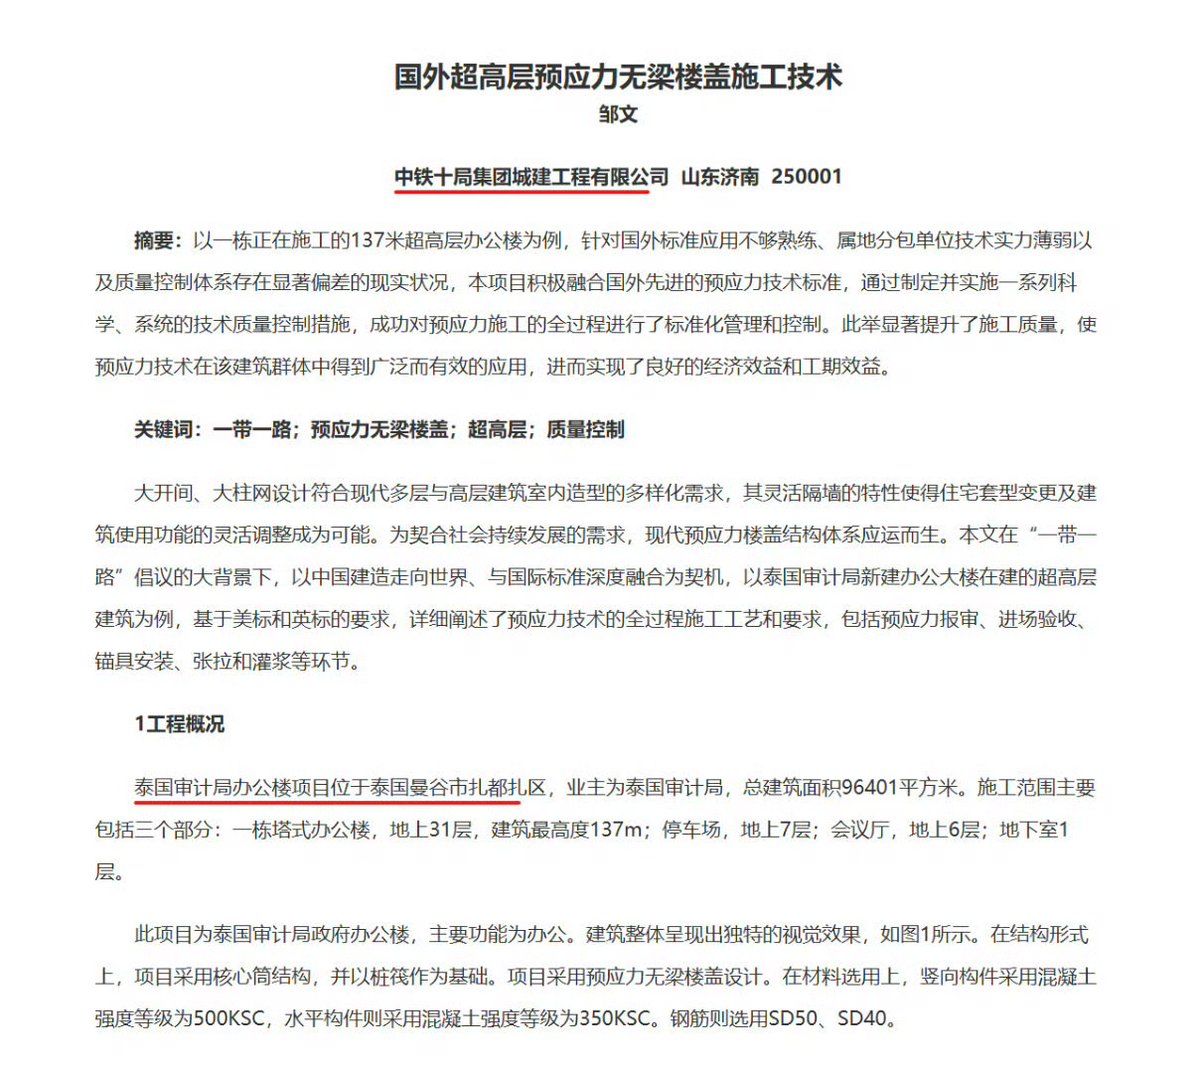 国外超高层预应力无梁楼盖施工技术
邹文
中铁十局集团城建工程有限公司 山东济南 250001
摘要：以一栋正在施工的137米超高层办公楼为例，针对国外标准应用不够熟练、属地分包单位技术实力薄弱以
及质量控制体系存在显著偏差的现实状况，本项目积极融合国外先进的预应力技术标准，通过制定并实施一系列科
学、系统的技术质量控制措施，成功对预应力施工的全过程进行了标准化管理和控制。此举显著提升了施工质量，使
预应力技术在该建筑群体中得到广泛而有效的应用，进而实现了良好的经济效益和工期效益。
关键词：一带一路；预应力无梁楼盖；超高层；质量控制
大开间、大柱网设计符合现代多层与高层建筑室内造型的多样化需求，其灵活隔墙的特性使得住宅套型变更及建
筑使用功能的灵活调整成为可能。为契合社会持续发展的需求，现代预应力楼盖结构体系应运而生。本文在“一带一
路”倡议的大背景下，以中国建造走向世界、与国际标准深度融合为契机，以泰国审计局新建办公大楼在建的超高层
建筑为例，基于美标和英标的要求，详细阐述了预应力技术的全过程施工工艺和要求，包括预应力报审、进场验收、
锚具安装、张拉和灌浆等环节。
1工程概况
泰国审计局办公楼项目位于泰国曼谷市扎都扎区，业主为泰国审计局，总建筑面积96401平方米。施工范围主要
包括三个部分：一栋塔式办公楼，地上31层，建筑最高度137m；停车场，地上7层；会议厅，地上6层；地下室1
层。
此项目为泰国审计局政府办公楼，主要功能为办公。建筑整体呈现出独特的视觉效果，如图1所示。在结构形式
上，项目采用核心筒结构，并以桩筏作为基础。项目采用预应力无梁楼盖设计。在材料选用上，竖向构件采用混凝土
强度等级为500KSC，水平构件则采用混凝土强度等级为350KSC。钢筋则选用SD50、SD40。